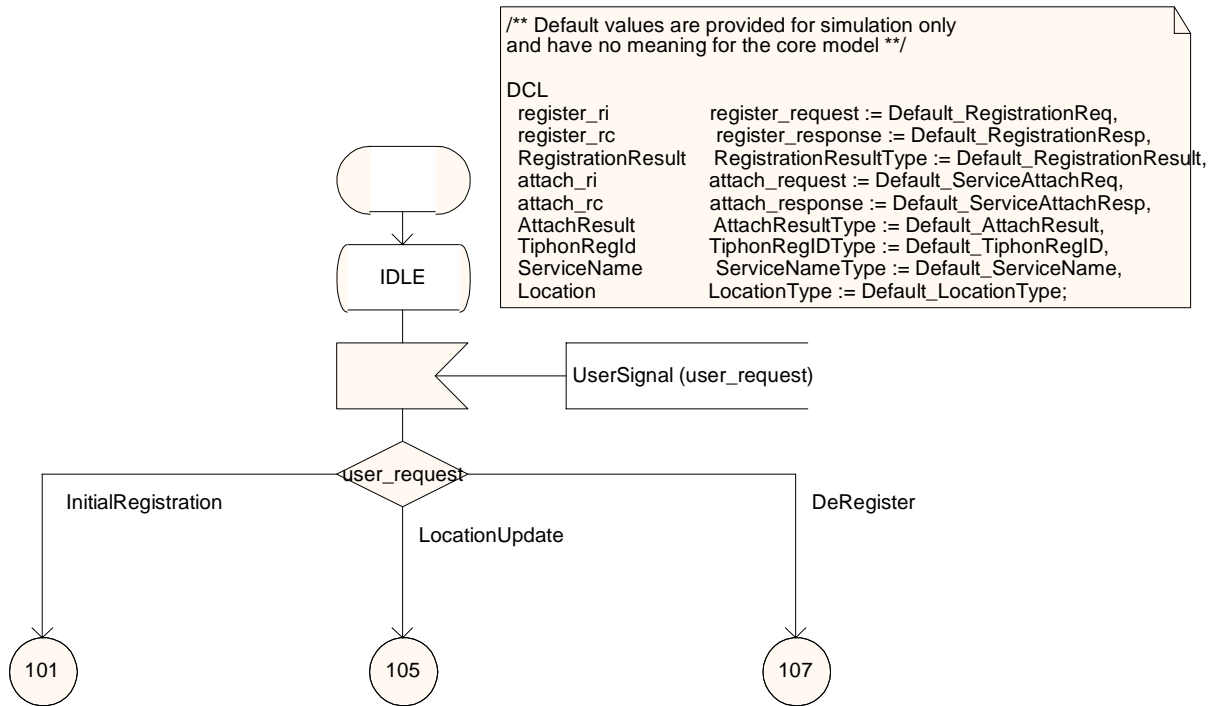 /** Default values are provided for simulation only
and have no meaning for the core model **/
DCL
register_ri register_request := Default_RegistrationReq,
register_rc register_response := Default_RegistrationResp,
RegistrationResult RegistrationResultType := Default_RegistrationResult,
attach_ri attach_request := Default_ServiceAttachReq,
attach_rc attach_response := Default_ServiceAttachResp,
AttachResult AttachResultType := Default_AttachResult,
TiphonRegId TiphonRegIDType := Default_TiphonRegID,
ServiceName ServiceNameType := Default_ServiceName,
Location LocationType := Default_LocationType;
IDLE
UserSignal (user_request)
user_request
InitialRegistration
LocationUpdate
DeRegister
101
105
107